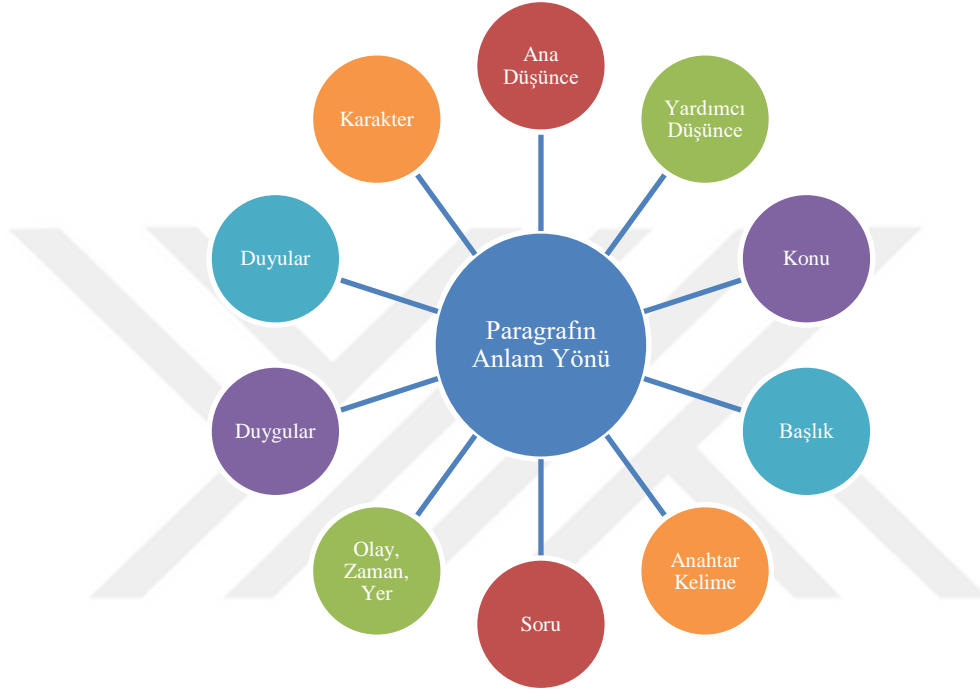 Ana
Düşünce
Yardımcı
Düşünce
Konu
Başlık
Anahtar
Kelime
Soru
Olay,
Zaman,
Yer
Duygular
Duyular
Karakter
Paragrafın
Anlam Yönü